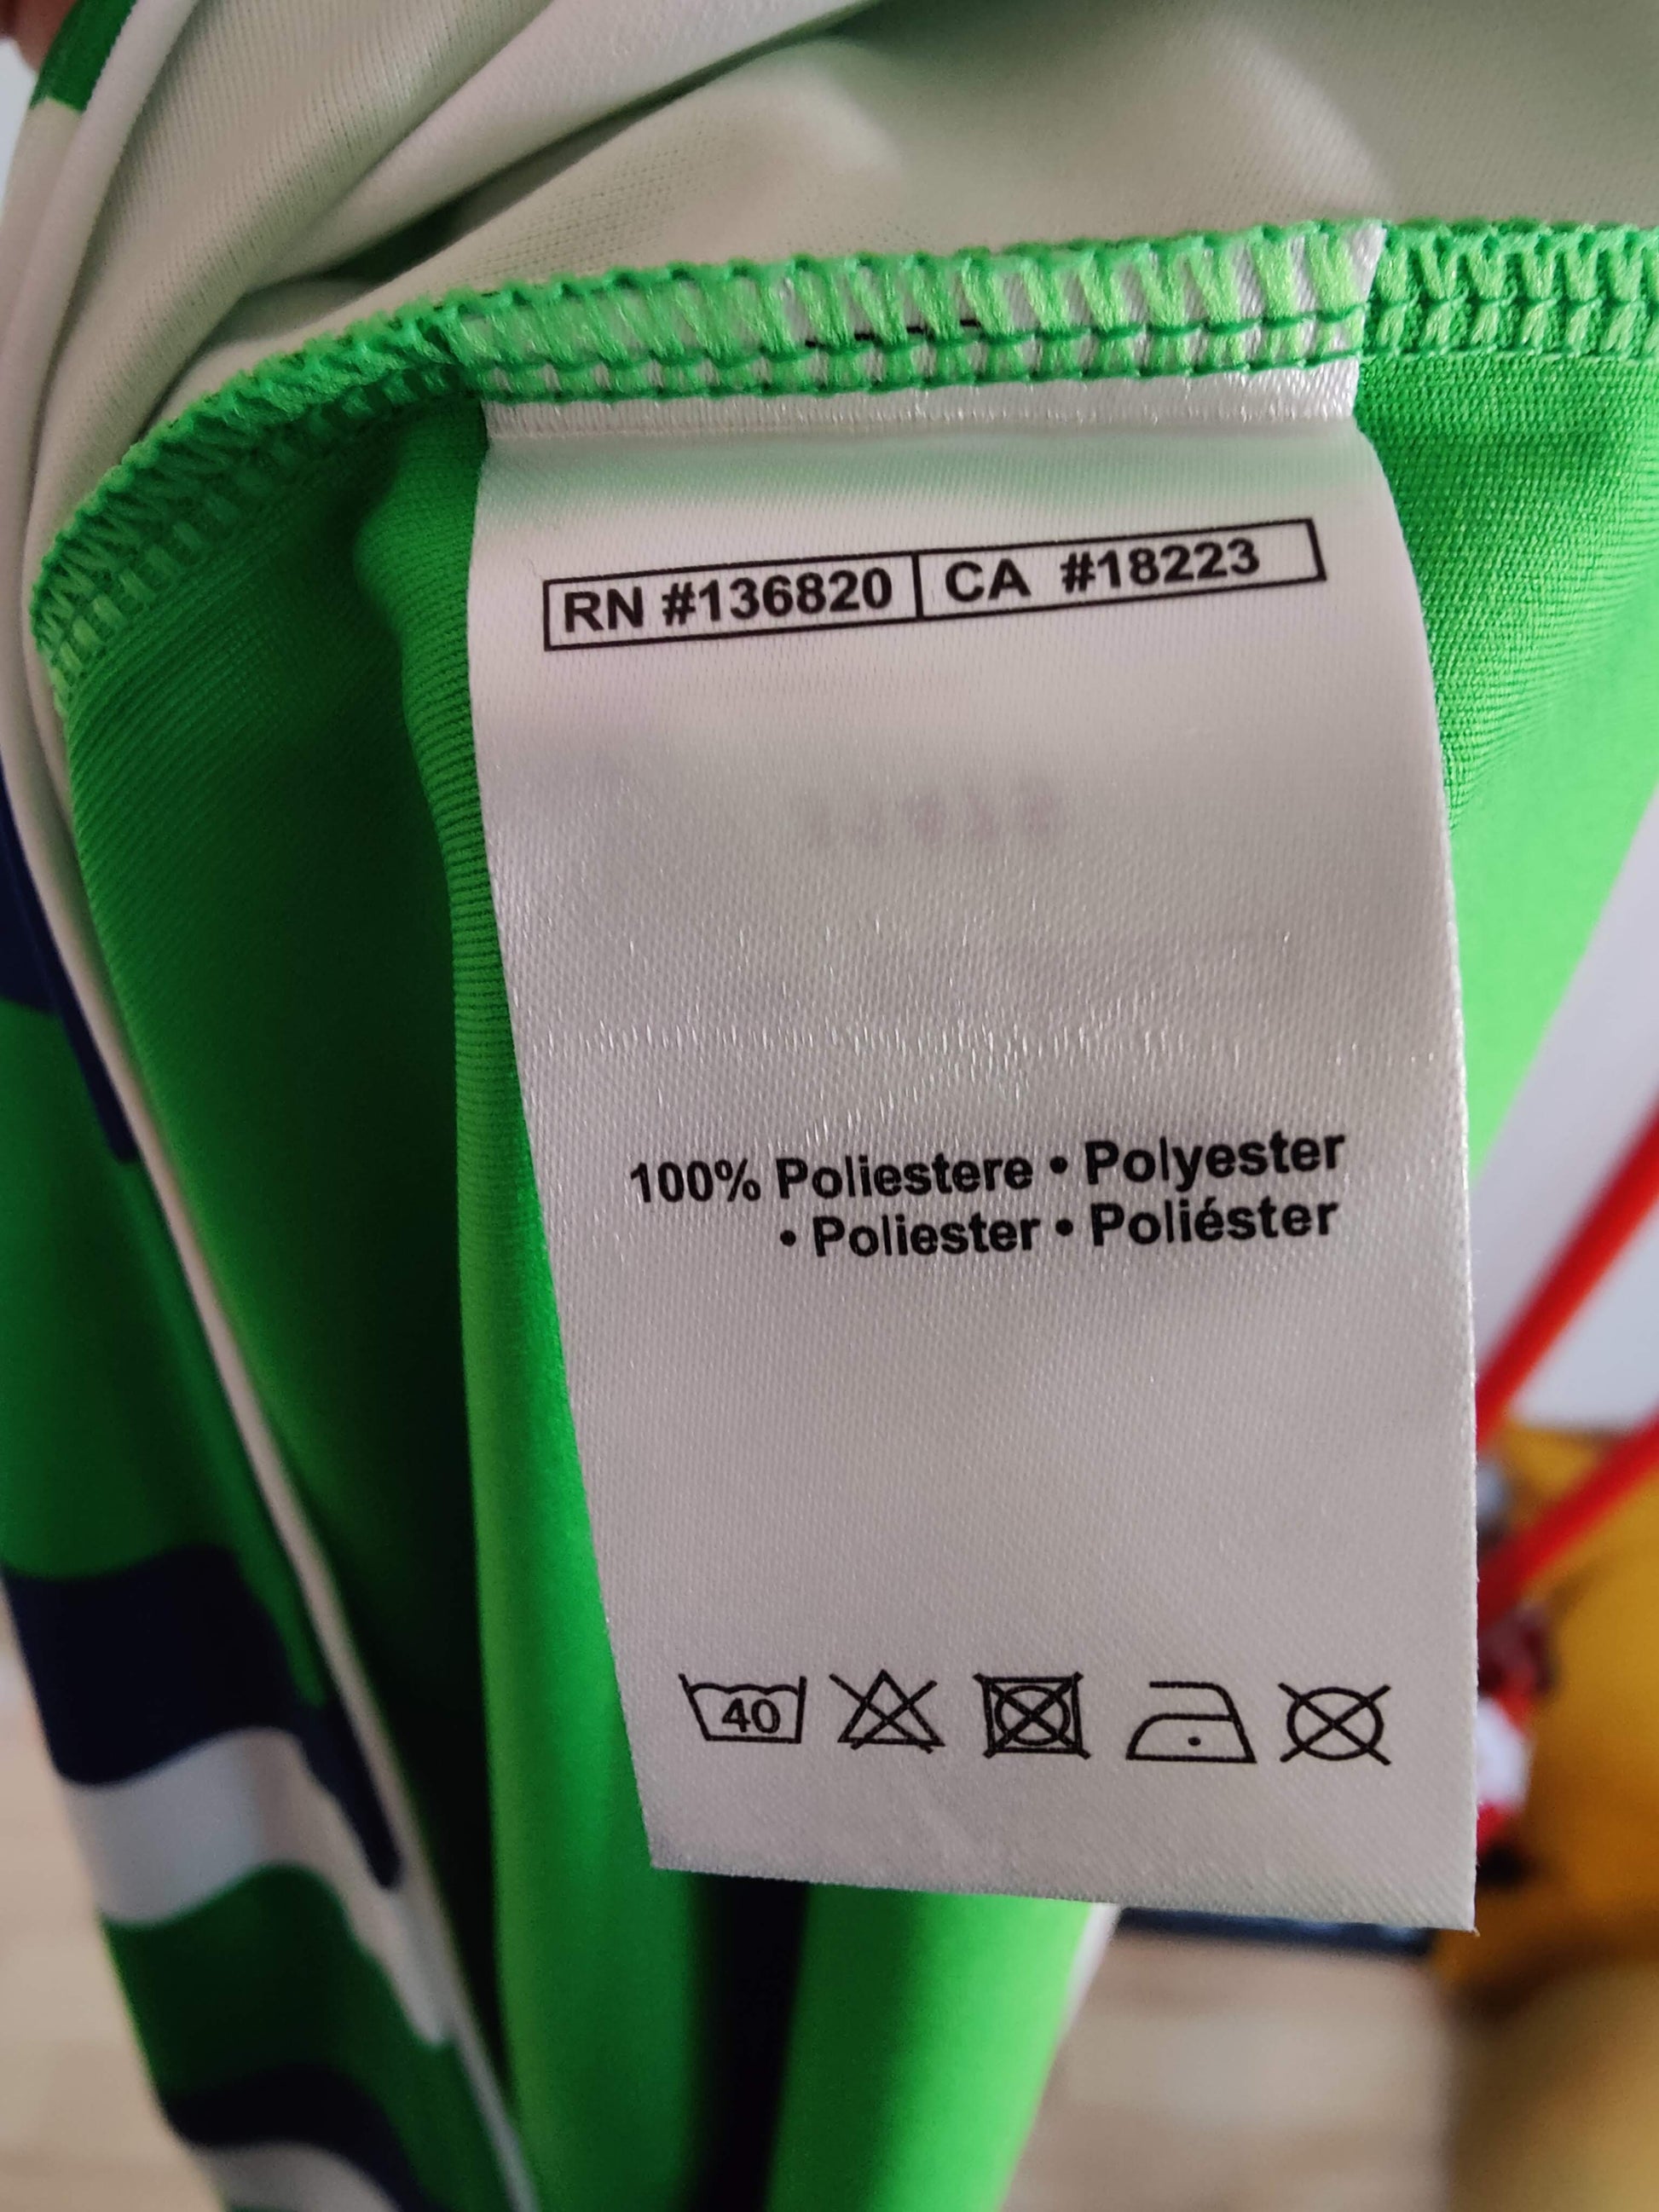 RN #136820 CA #18223
100% Poliestere • Polyester
• Poliester • Poliéster
40